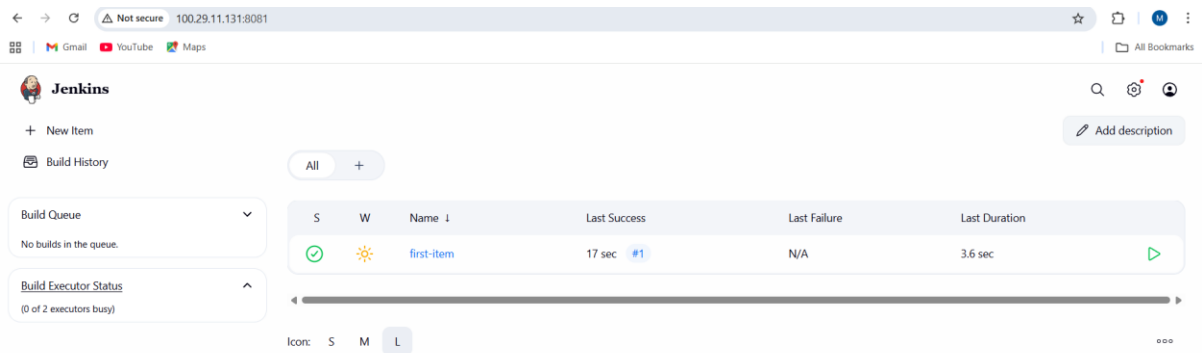 Not secure 100.29.11.131:8081
M
Gmail YouTube Maps All Bookmarks
Jenkins
+ New Item
Add description
Build History
All +
Build Queue
No builds in the queue.
S W Name ↓ Last Success Last Failure Last Duration
first-item 17 sec #1 N/A 3.6 sec
Build Executor Status
(0 of 2 executors busy)
Icon: S M L